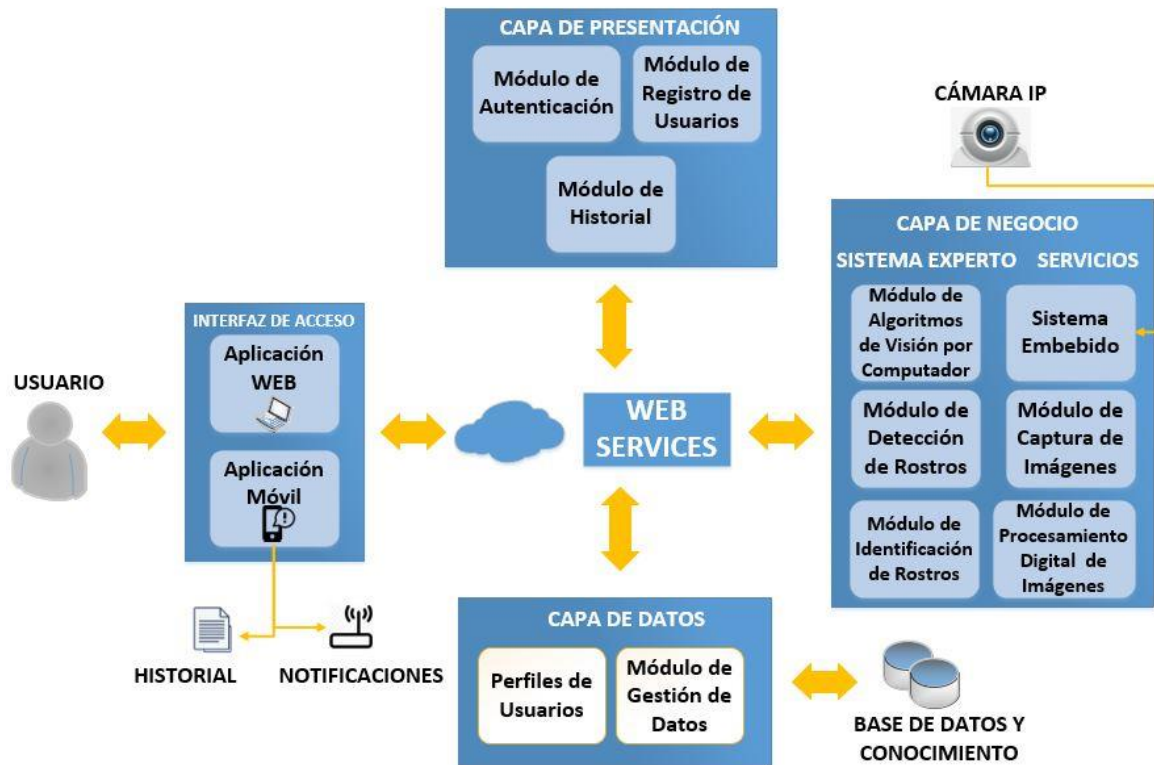 CAPA DE PRESENTACIÓN
Módulo de
Autenticación
Módulo de
Registro de
Usuarios
Módulo de
Historial
CÁMARA IP
CAPA DE NEGOCIO
SISTEMA EXPERTO
SERVICIOS
Módulo de
Algoritmos
de Visión por
Computador
Sistema
Embebido
Módulo de
Detección
de Rostros
Módulo de
Captura de
Imágenes
Módulo de
Identificación
de Rostros
Módulo de
Procesamiento
Digital de
Imágenes
INTERFAZ DE ACCESO
Aplicación
WEB
Aplicación
Móvil
USUARIO
WEB
SERVICES
HISTORIAL
NOTIFICACIONES
CAPA DE DATOS
Perfiles de
Usuarios
Módulo de
Gestión de
Datos
BASE DE DATOS Y
CONOCIMIENTO